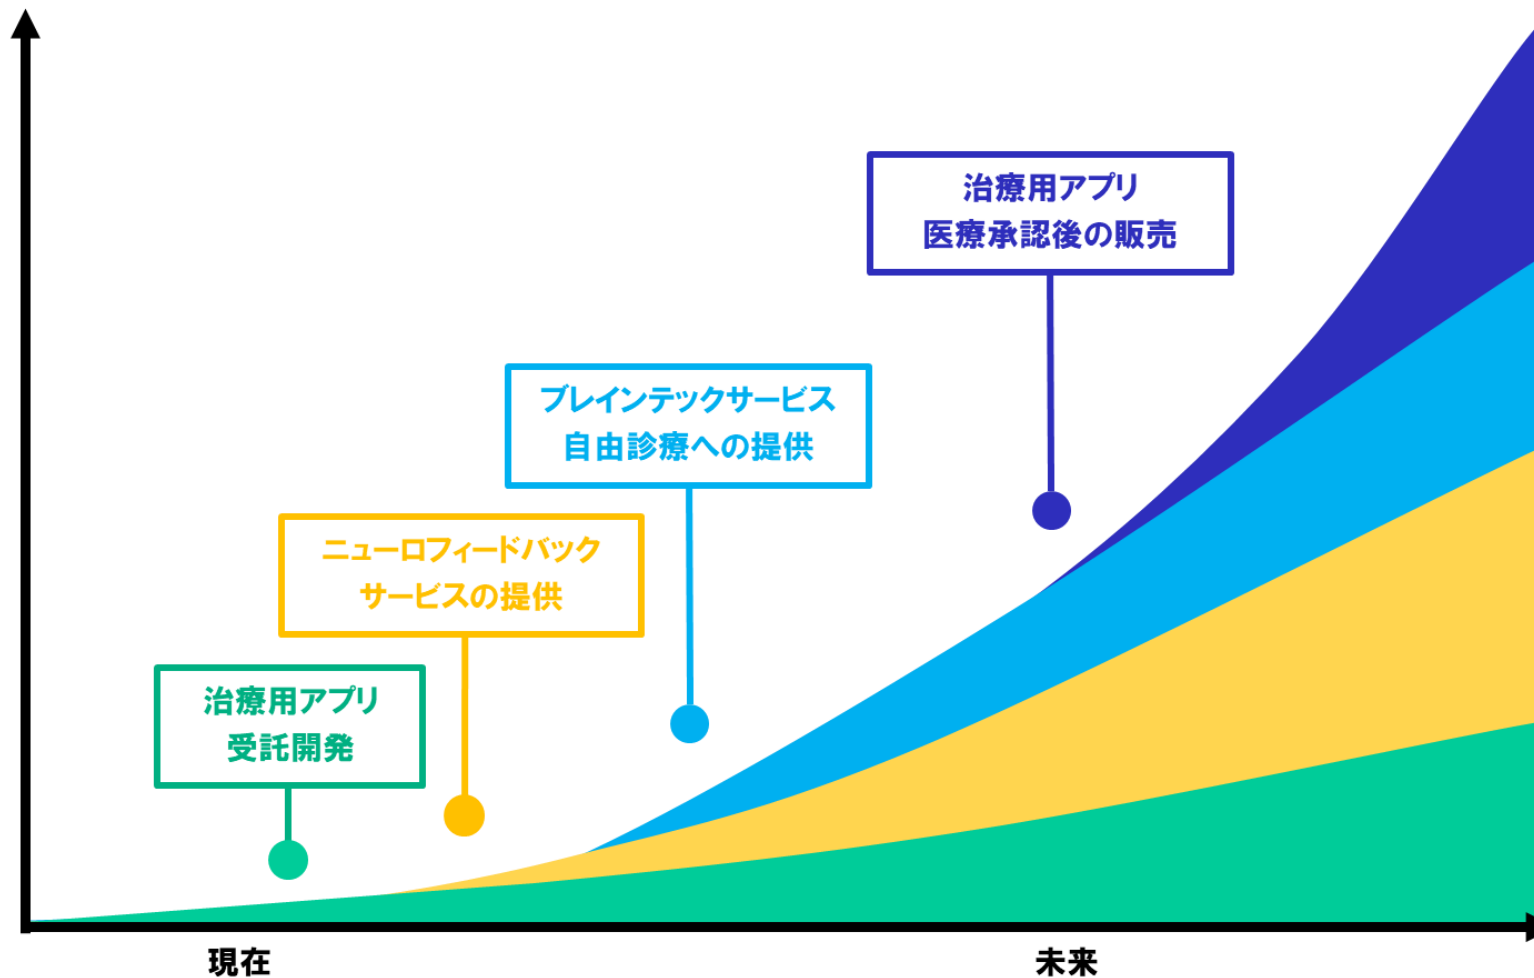 治療用アプリ
医療承認後の販売
ブレインテックサービス
自由診療への提供
ニューロフィードバック
サービスの提供
治療用アプリ
受託開発
現在
未来